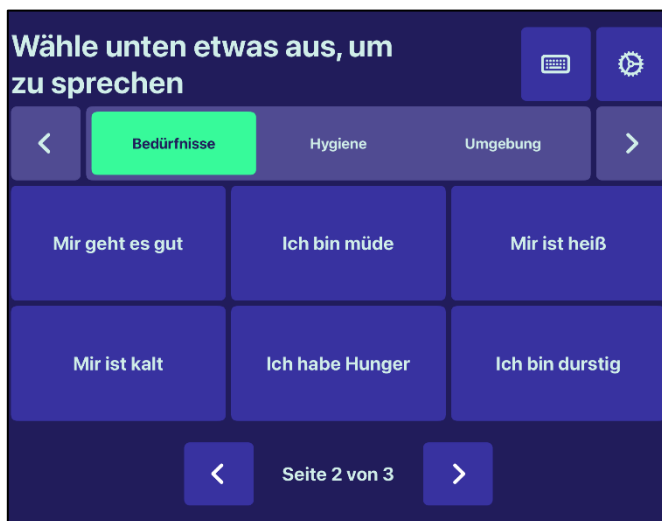 Wähle unten etwas aus, um
zu sprechen
Bedürfnisse Hygiene Umgebung
Mir geht es gut Ich bin müde Mir ist heiß
Mir ist kalt Ich habe Hunger Ich bin durstig
Seite 2 von 3